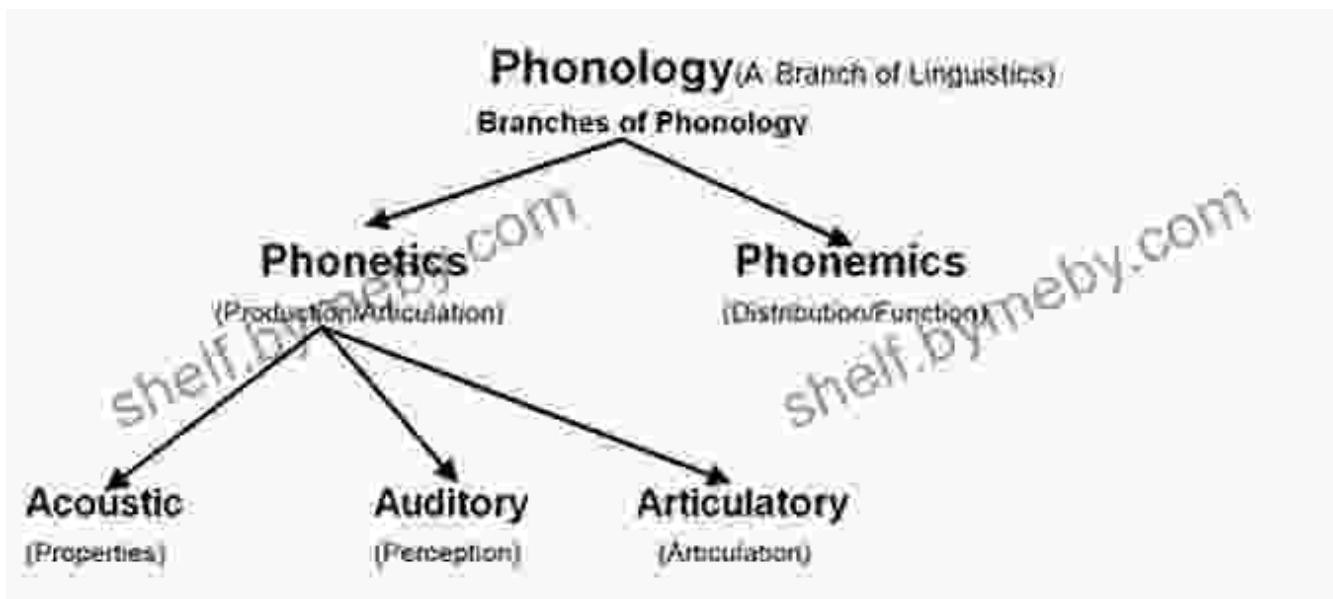 Phonology(A Branch of Linguistics)
Branches of Phonology
Phonetics Phonemics
(Production/Articulation) (Distribution/Function)
shelf.bymeby.com shelf.bymeby.com
Acoustic Auditory Articulatory
(Properties) (Perception) (Articulation)